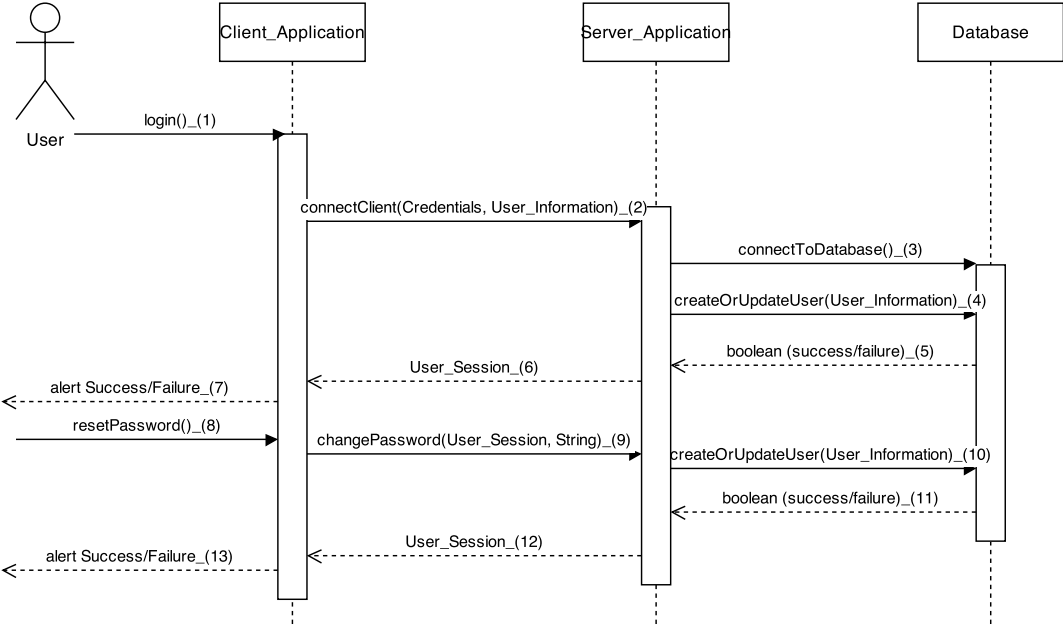 Client_Application
Server_Application
Database
User
login()_(1)
connectClient(Credentials, User_Information)_(2)
connectToDatabase()_(3)
createOrUpdateUser(User_Information)_(4)
boolean (success/failure)_(5)
User_Session_(6)
alert Success/Failure_(7)
resetPassword()_(8)
changePassword(User_Session, String)_(9)
createOrUpdateUser(User_Information)_(10)
boolean (success/failure)_(11)
User_Session_(12)
alert Success/Failure_(13)